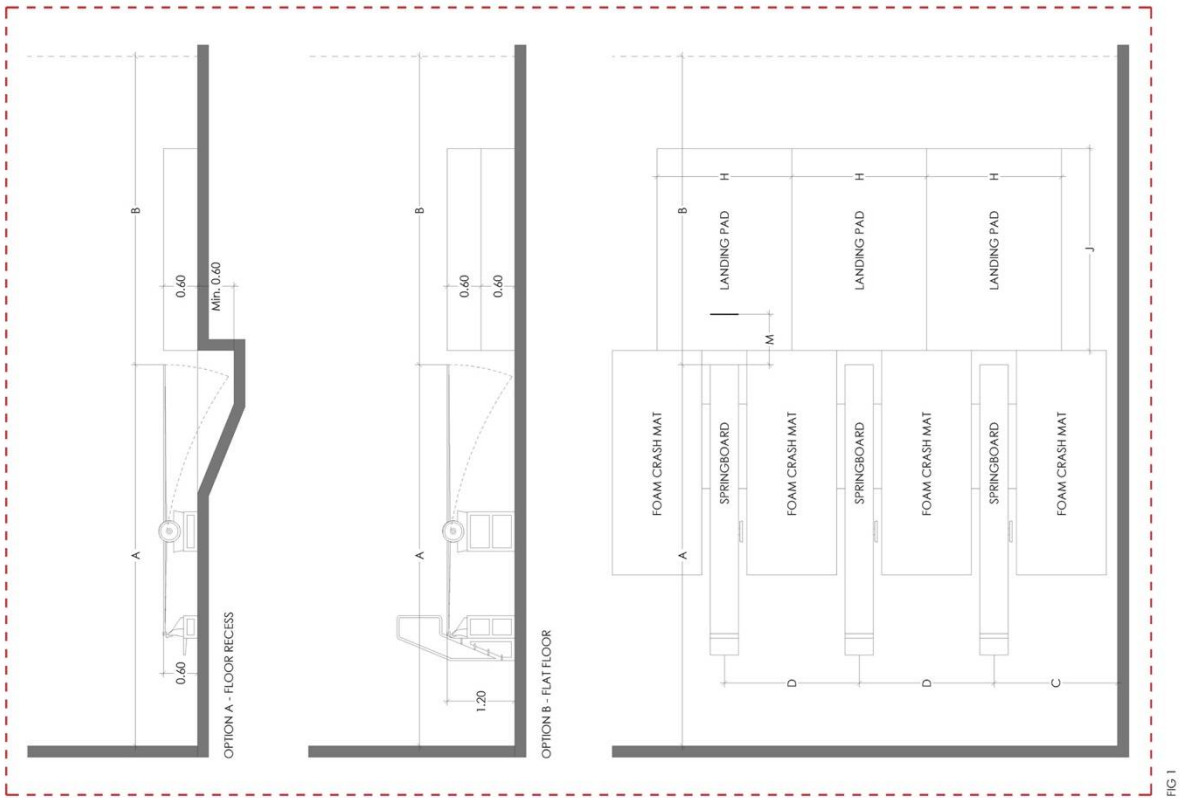 A
B
0.60
0.60
Min. 0.60
OPTION A - FLOOR RECESS
A
B
0.60
0.60
1.20
OPTION B - FLAT FLOOR
FOAM CRASH MAT
A
B
SPRINGBOARD
LANDING PAD
H
M
D
FOAM CRASH MAT
SPRINGBOARD
LANDING PAD
H
D
FOAM CRASH MAT
SPRINGBOARD
LANDING PAD
H
C
FOAM CRASH MAT
J
FIG 1